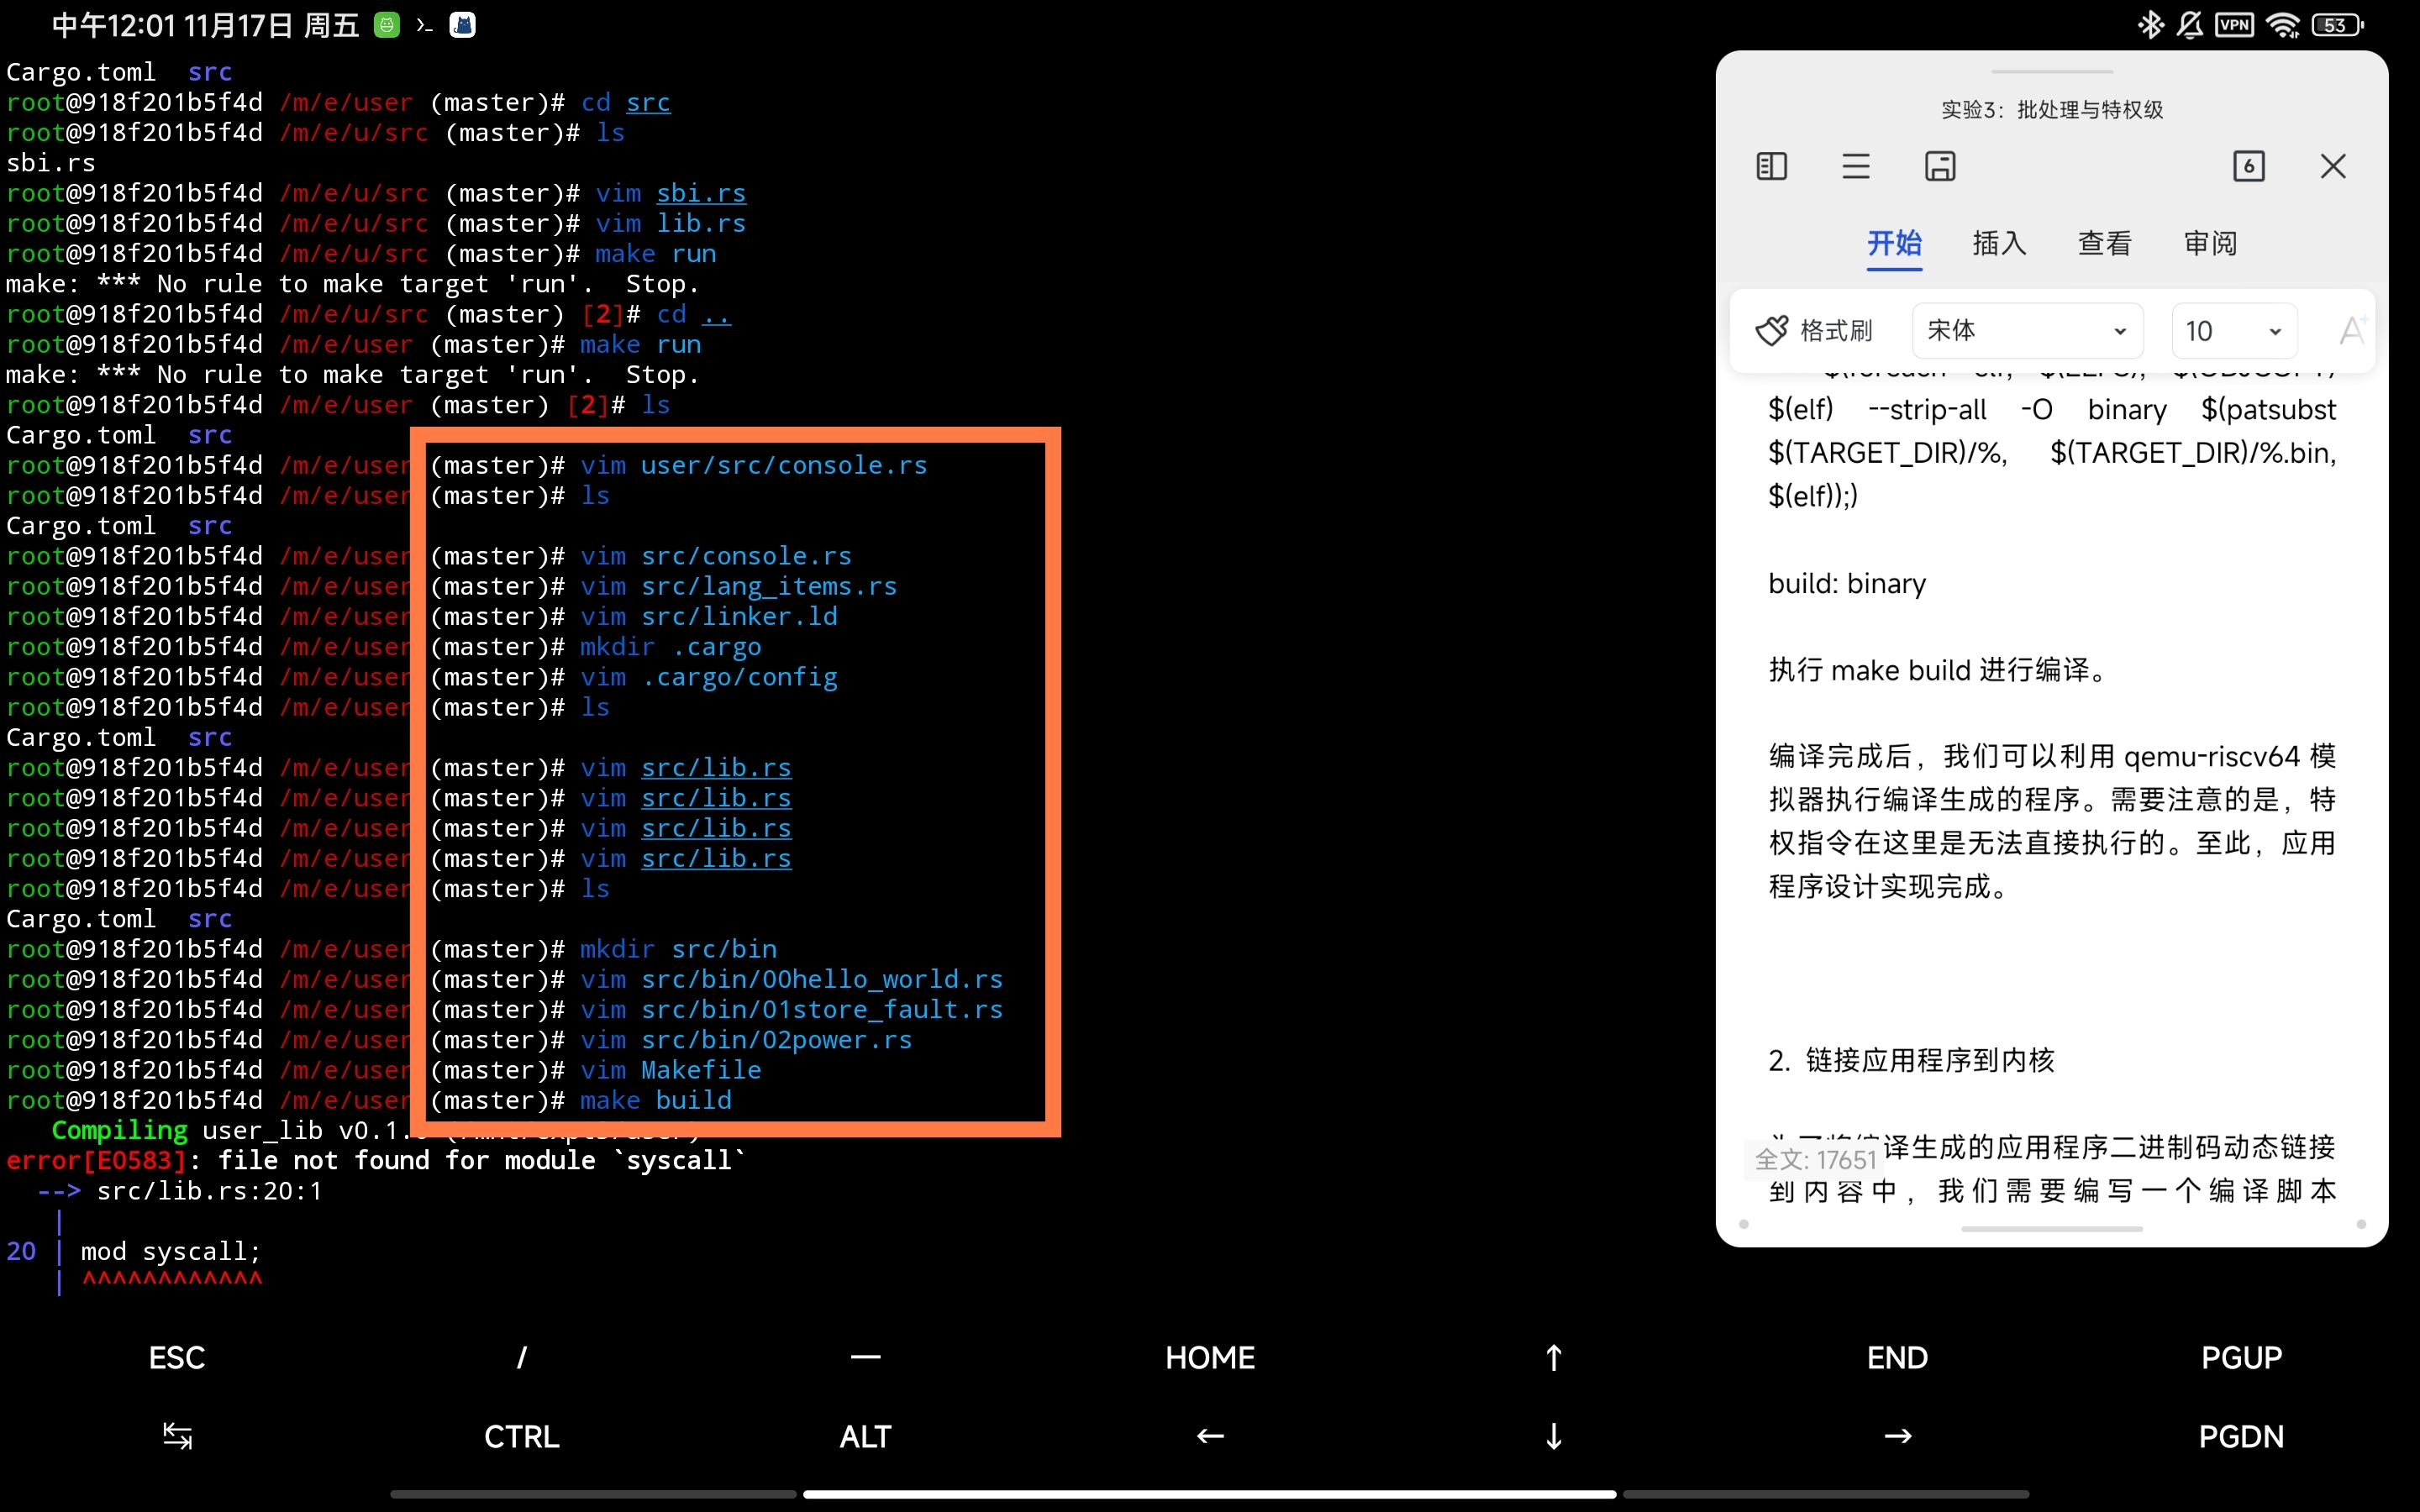 中午12:01 11月17日 周五
VPN
53
Cargo.toml  src
root@918f201b5f4d /m/e/user (master)# cd src
root@918f201b5f4d /m/e/u/src (master)# ls
sbi.rs
root@918f201b5f4d /m/e/u/src (master)# vim sbi.rs
root@918f201b5f4d /m/e/u/src (master)# vim lib.rs
root@918f201b5f4d /m/e/u/src (master)# make run
make: *** No rule to make target 'run'.  Stop.
root@918f201b5f4d /m/e/u/src (master) [2]# cd ..
root@918f201b5f4d /m/e/user (master)# make run
make: *** No rule to make target 'run'.  Stop.
root@918f201b5f4d /m/e/user (master) [2]# ls
Cargo.toml  src
root@918f201b5f4d /m/e/user (master)# vim user/src/console.rs
root@918f201b5f4d /m/e/user (master)# ls
Cargo.toml  src
root@918f201b5f4d /m/e/user (master)# vim src/console.rs
root@918f201b5f4d /m/e/user (master)# vim src/lang_items.rs
root@918f201b5f4d /m/e/user (master)# vim src/linker.ld
root@918f201b5f4d /m/e/user (master)# mkdir .cargo
root@918f201b5f4d /m/e/user (master)# vim .cargo/config
root@918f201b5f4d /m/e/user (master)# ls
Cargo.toml  src
root@918f201b5f4d /m/e/user (master)# vim src/lib.rs
root@918f201b5f4d /m/e/user (master)# vim src/lib.rs
root@918f201b5f4d /m/e/user (master)# vim src/lib.rs
root@918f201b5f4d /m/e/user (master)# vim src/lib.rs
root@918f201b5f4d /m/e/user (master)# ls
Cargo.toml  src
root@918f201b5f4d /m/e/user (master)# mkdir src/bin
root@918f201b5f4d /m/e/user (master)# vim src/bin/00hello_world.rs
root@918f201b5f4d /m/e/user (master)# vim src/bin/01store_fault.rs
root@918f201b5f4d /m/e/user (master)# vim src/bin/02power.rs
root@918f201b5f4d /m/e/user (master)# vim Makefile
root@918f201b5f4d /m/e/user (master)# make build
Compiling user_lib v0.1.
error[E0583]: file not found for module `syscall`
--> src/lib.rs:20:1
|
20 | mod syscall;
| ^^^^^^^^^^^^
实验3：批处理与特权级
6
开始 插入 查看 审阅
格式刷 宋体 10 A+
$(elf) --strip-all -O binary $(patsubst
$(TARGET_DIR)/%, $(TARGET_DIR)/%.bin,
$(elf));)
build: binary
执行 make build 进行编译。
编译完成后，我们可以利用 qemu-riscv64 模
拟器执行编译生成的程序。需要注意的是，特
权指令在这里是无法直接执行的。至此，应用
程序设计实现完成。
2. 链接应用程序到内核
译生成的应用程序二进制码动态链接
全文: 17651
到内容中，我们需要编写一个编译脚本
ESC / — HOME ↑ END PGUP
↹ CTRL ALT ← ↓ → PGDN